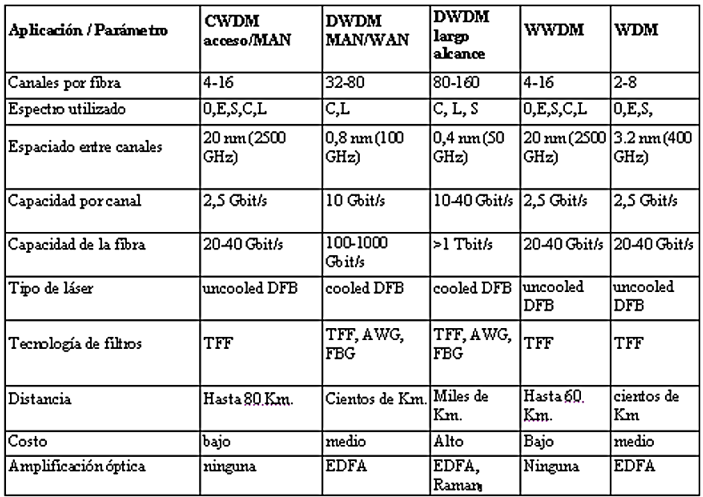 Aplicación / Parámetro CWDM acceso/MAN DWDM MAN/WAN DWDM largo alcance WWDM WDM
Canales por fibra 4-16 32-80 80-160 4-16 2-8
Espectro utilizado 0,E,S,C,L C,L C, L, S 0,E,S,C,L 0,E,S,
Espaciado entre canales 20 nm (2500 GHz) 0,8 nm (100 GHz) 0,4 nm (50 GHz) 20 nm (2500 GHz) 3.2 nm (400 GHz)
Capacidad por canal 2,5 Gbit/s 10 Gbit/s 10-40 Gbit/s 2,5 Gbit/s 2,5 Gbit/s
Capacidad de la fibra 20-40 Gbit/s 100-1000 Gbit/s >1 Tbit/s 20-40 Gbit/s 20-40 Gbit/s
Tipo de láser uncooled DFB cooled DFB cooled DFB uncooled DFB uncooled DFB
Tecnología de filtros TFF TFF, AWG, FBG TFF, AWG, FBG TFF TFF
Distancia Hasta 80 Km. Cientos de Km. Miles de Km. Hasta 60 Km. cientos de Km
Costo bajo medio Alto Bajo medio
Amplificación óptica ninguna EDFA EDFA, Raman Ninguna EDFA